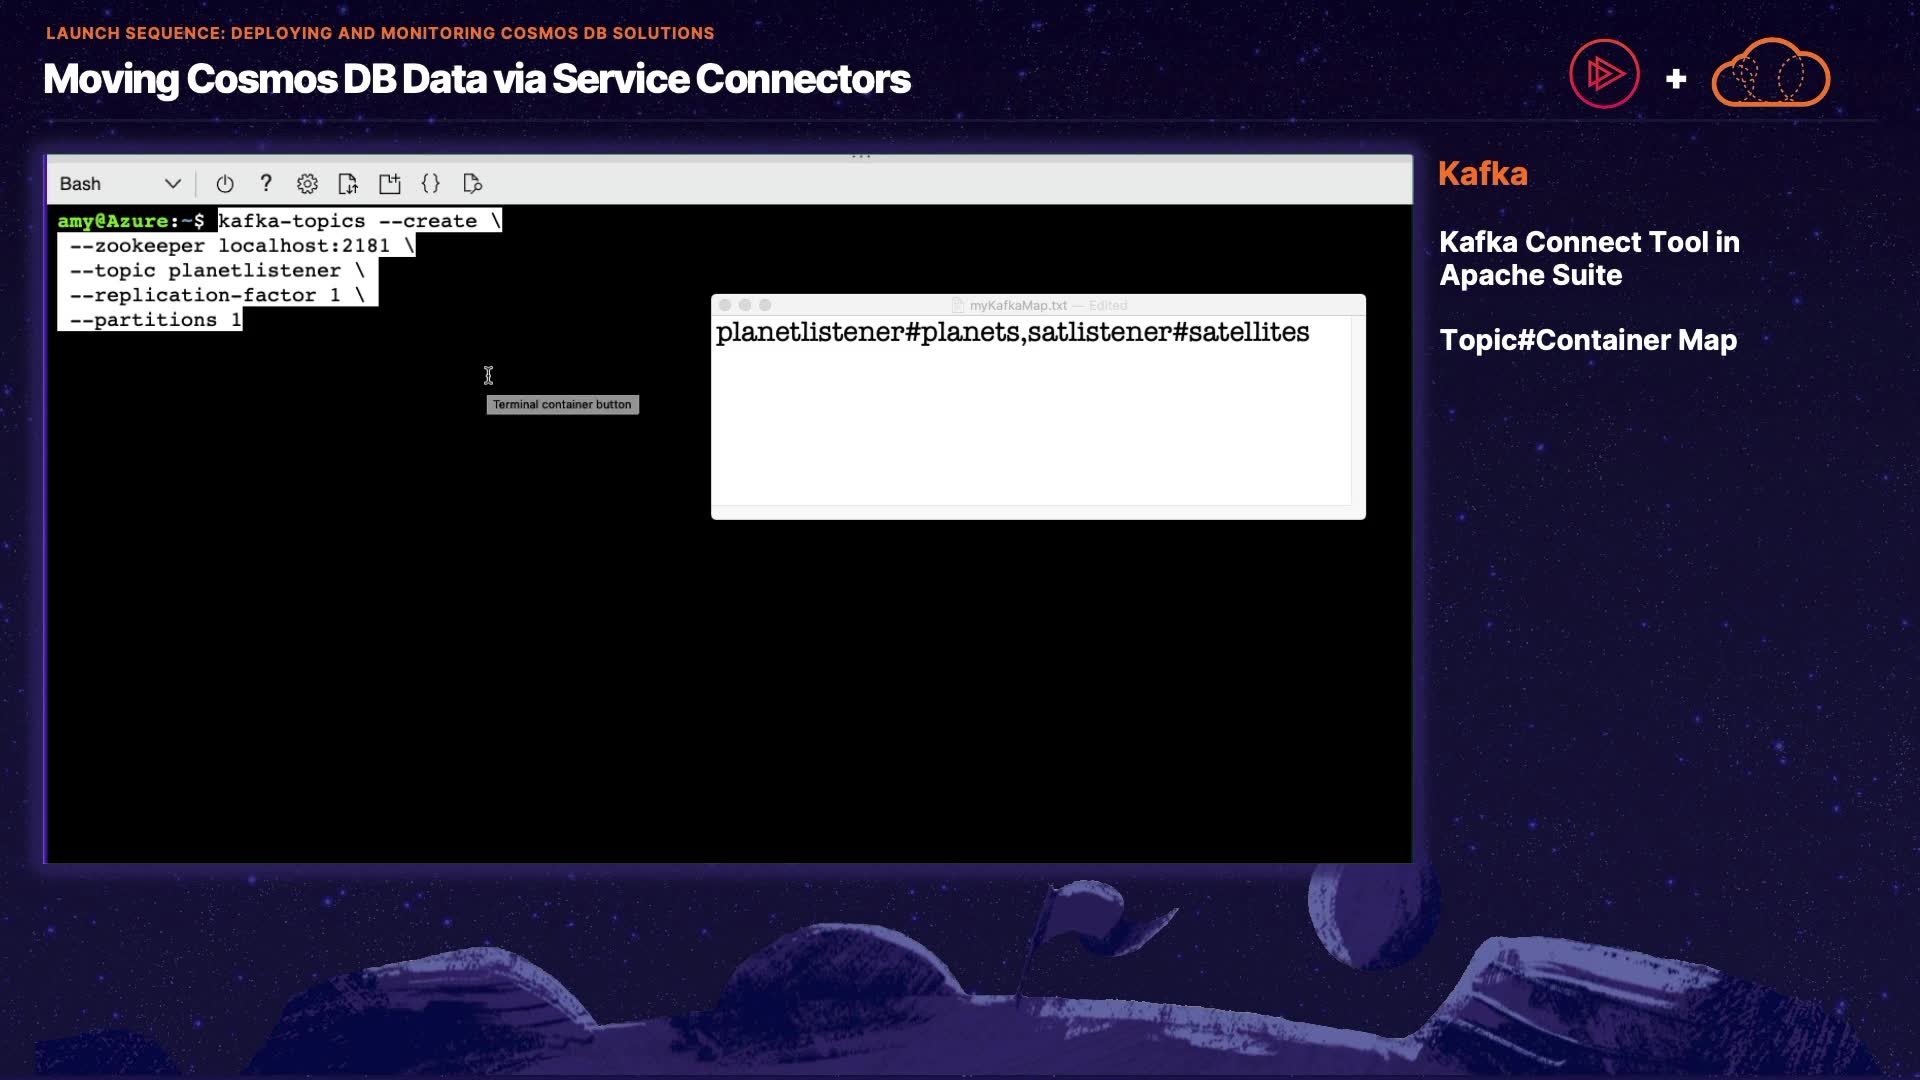 LAUNCH SEQUENCE: DEPLOYING AND MONITORING COSMOS DB SOLUTIONS
Moving Cosmos DB Data via Service Connectors
+
Bash
?
{}
amy@Azure:~$ kafka-topics --create \
--zookeeper localhost:2181 \
--topic planetlistener \
--replication-factor 1 \
--partitions 1
Terminal container button
myKafkaMap.txt — Edited
planetlistener#planets,satlistener#satellites
Kafka
Kafka Connect Tool in
Apache Suite
Topic#Container Map